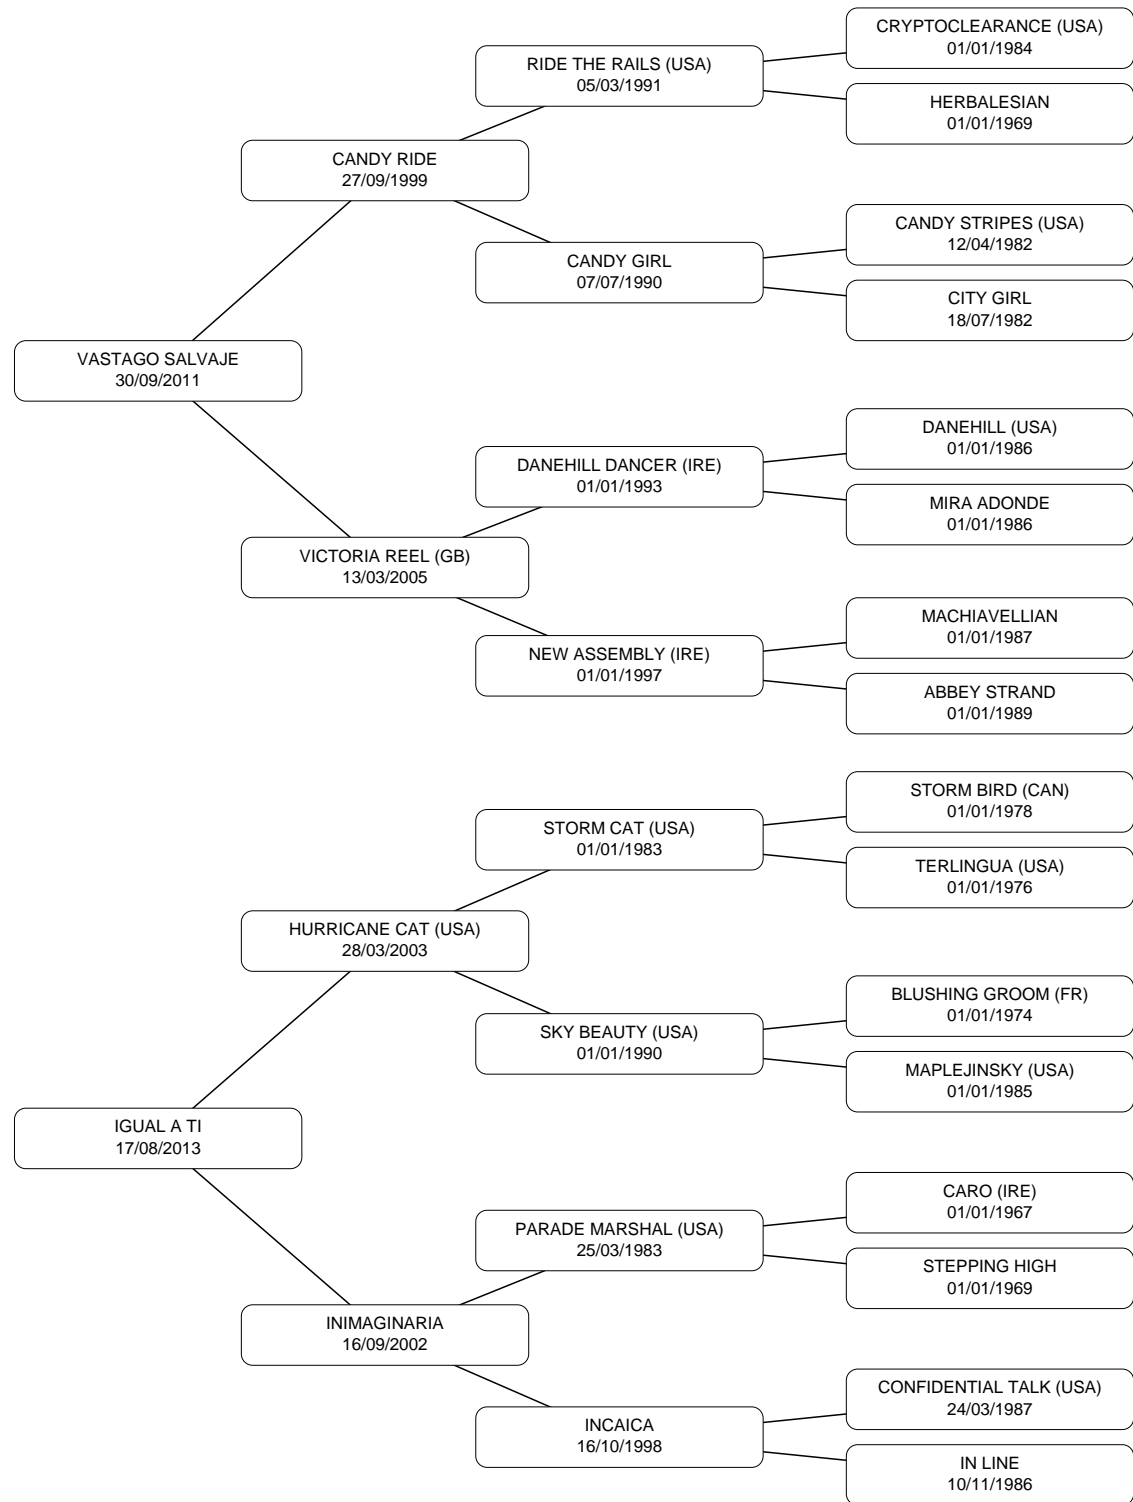 CRYPTOCLEARANCE (USA)
01/01/1984
RIDE THE RAILS (USA)
05/03/1991
HERBALESIAN
01/01/1969
CANDY RIDE
27/09/1999
CANDY STRIPES (USA)
12/04/1982
CANDY GIRL
07/07/1990
CITY GIRL
18/07/1982
VASTAGO SALVAJE
30/09/2011
DANEHILL (USA)
01/01/1986
DANEHILL DANCER (IRE)
01/01/1993
MIRA ADONDE
01/01/1986
VICTORIA REEL (GB)
13/03/2005
MACHIAVELLIAN
01/01/1987
NEW ASSEMBLY (IRE)
01/01/1997
ABBEY STRAND
01/01/1989
STORM BIRD (CAN)
01/01/1978
STORM CAT (USA)
01/01/1983
TERLINGUA (USA)
01/01/1976
HURRICANE CAT (USA)
28/03/2003
BLUSHING GROOM (FR)
01/01/1974
SKY BEAUTY (USA)
01/01/1990
MAPLEJINSKY (USA)
01/01/1985
IGUAL A TI
17/08/2013
CARO (IRE)
01/01/1967
PARADE MARSHAL (USA)
25/03/1983
STEPPING HIGH
01/01/1969
INIMAGINARIA
16/09/2002
CONFIDENTIAL TALK (USA)
24/03/1987
INCAICA
16/10/1998
IN LINE
10/11/1986